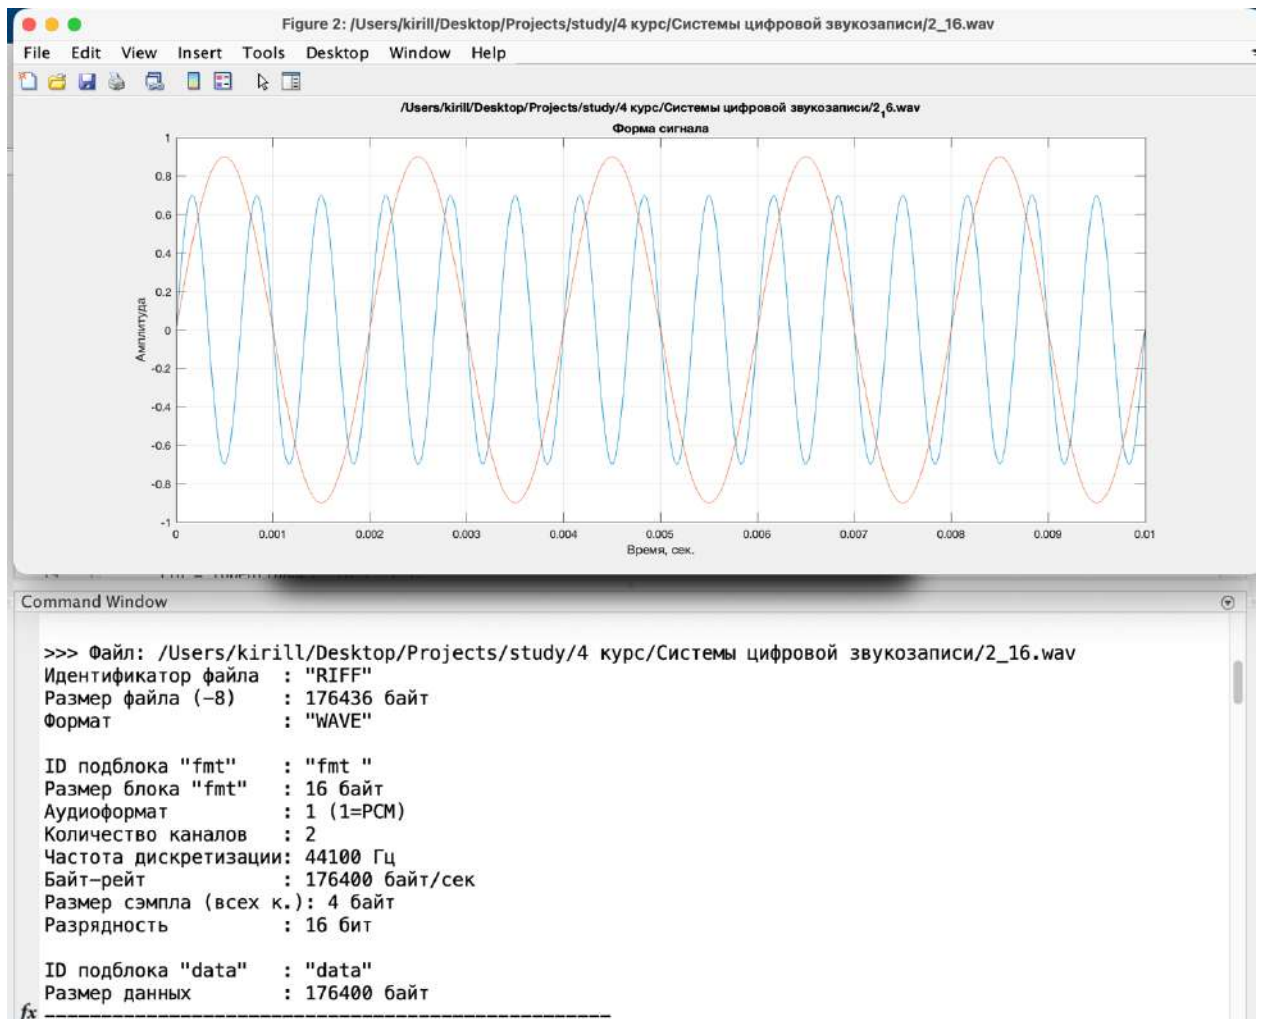 Figure 2: /Users/kirill/Desktop/Projects/study/4 курс/Системы цифровой звукозаписи/2_16.wav
File Edit View Insert Tools Desktop Window Help
/Users/kirill/Desktop/Projects/study/4 курс/Системы цифровой звукозаписи/2₁6.wav
Форма сигнала
1
0.8
0.6
0.4
0.2
0
-0.2
-0.4
-0.6
-0.8
-1
Амплитуда
0 0.001 0.002 0.003 0.004 0.005 0.006 0.007 0.008 0.009 0.01
Время, сек.
Command Window
>>> Файл: /Users/kirill/Desktop/Projects/study/4 курс/Системы цифровой звукозаписи/2_16.wav
Идентификатор файла : "RIFF"
Размер файла (-8) : 176436 байт
Формат : "WAVE"
ID подблока "fmt" : "fmt "
Размер блока "fmt" : 16 байт
Аудиоформат : 1 (1=PCM)
Количество каналов : 2
Частота дискретизации: 44100 Гц
Байт-рейт : 176400 байт/сек
Размер сэмпла (всех к.): 4 байт
Разрядность : 16 бит
ID подблока "data" : "data"
Размер данных : 176400 байт
fx --------------------------------------------------